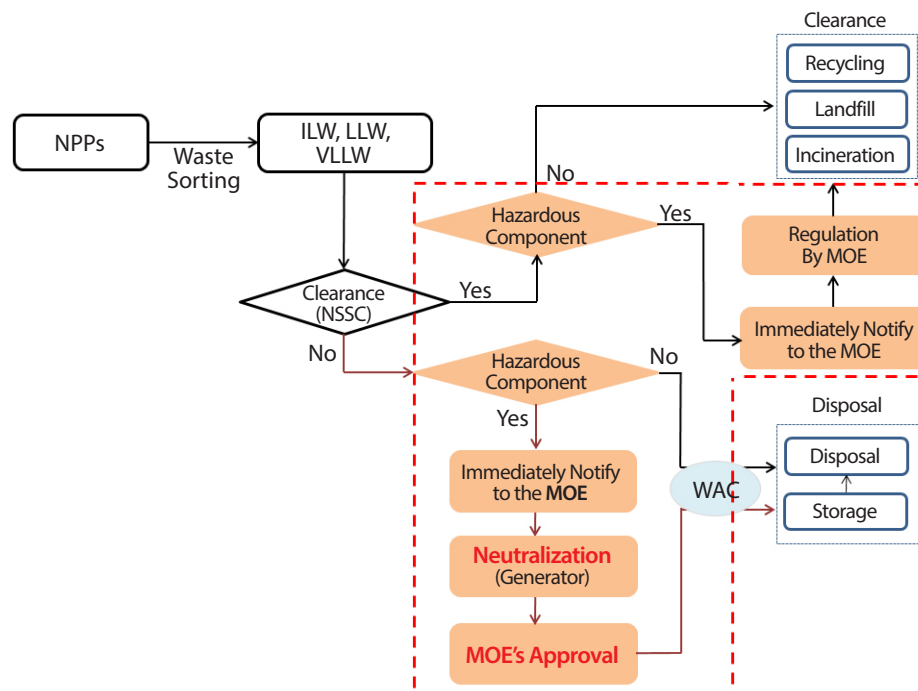 Clearance
Recycling
Landfill
Incineration
NPPs
Waste
Sorting
ILW, LLW,
VLLW
No
Hazardous
Component
Yes
Regulation
By MOE
Clearance
(NSSC)
Yes
Immediately Notify
to the MOE
No
Hazardous
Component
No
Yes
Disposal
Disposal
Storage
Immediately Notify
to the MOE
WAC
Neutralization
(Generator)
MOE's Approval